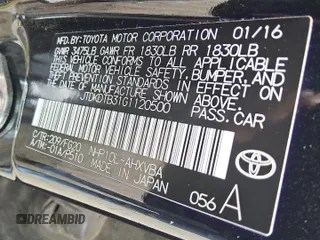 MFD. BY: TOYOTA MOTOR CORPORATION 01/16
GVWR 3475LB GAWR FR 1830LB RR 1830LB
THIS VEHICLE CONFORMS TO ALL APPLICABLE
FEDERAL MOTOR VEHICLE SAFETY,
BUMPER, AND THEFT PREVENTION
STANDARDS IN EFFECT ON THE DATE OF
MANUFACTURE SHOWN ABOVE.
JTDKDTB31G1120500
PASS. CAR
C/TR: 209/FB20 NHP10L-AHXVBA
A/TM: -01A/P510 MADE IN JAPAN
056 A
TOYOTA
DREAMBID